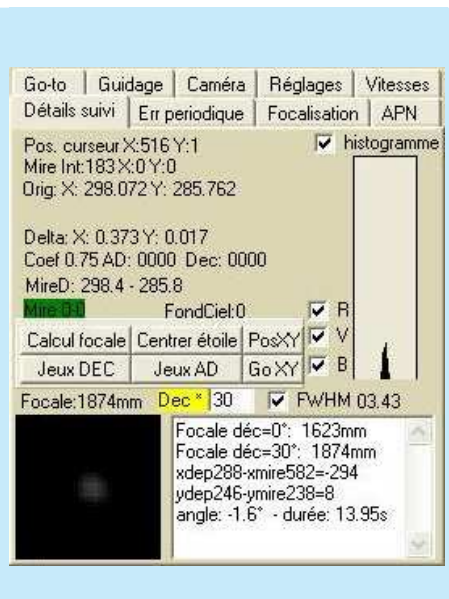 Go-to Guidage Caméra Réglages Vitesses
Détails suivi Err periodique Focalisation APN
Pos. curseur X:516 Y:1 histogramme
Mire Int:183 X:0 Y:0
Orig: X: 298.072 Y: 285.762
Delta: X: 0.373 Y: 0.017
Coef 0.75 AD: 0000 Dec: 0000
MireD: 298.4 - 285.8
Mire 0-0 FondCiel:0 R
Calcul focale Centrer étoile PosXY V
Jeux DEC Jeux AD Go XY B
Focale:1874mm Dec * 30 FWHM 03.43
Focale déc=0°: 1623mm
Focale déc=30°: 1874mm
xdep288-xmire582=-294
ydep246-ymire238=8
angle: -1.6° - durée: 13.95s